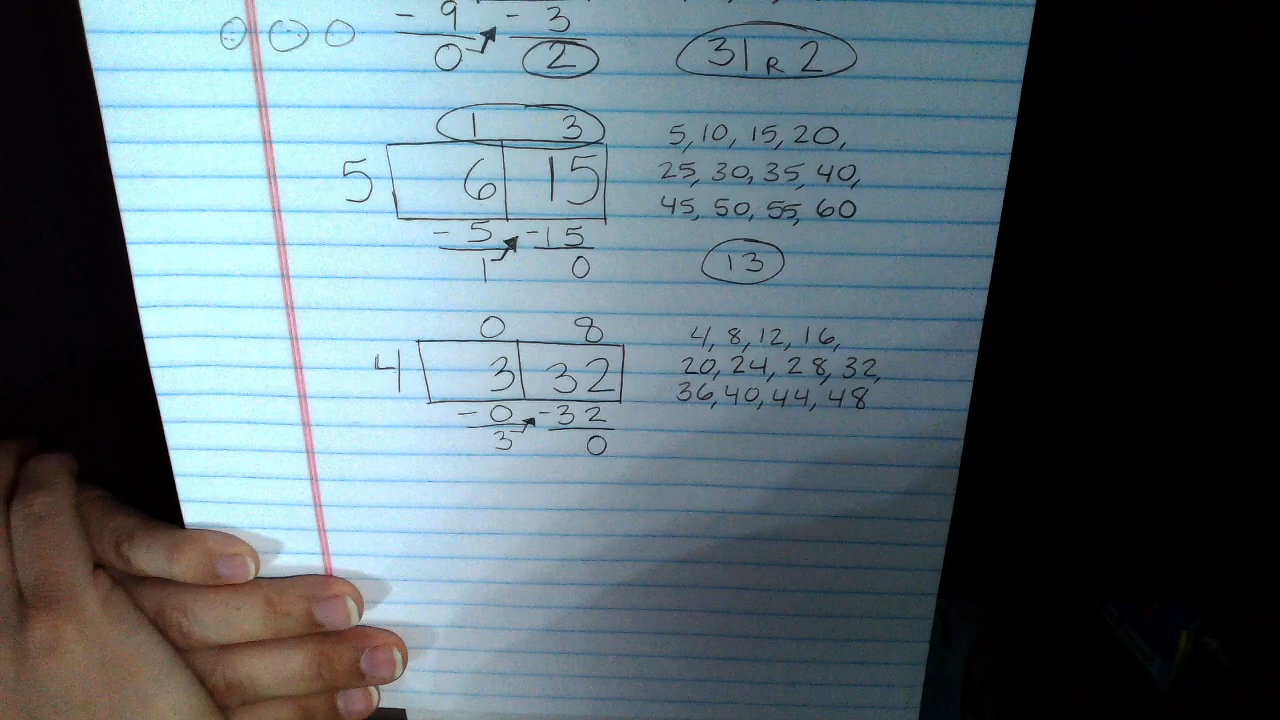 - 9 - 3
0 2 31 R 2
1 3
5 6 15
- 5 -15
1 0
5, 10, 15, 20,
25, 30, 35, 40,
45, 50, 55, 60
13
0 8
4 3 32
- 0 -32
3 0
4, 8, 12, 16,
20, 24, 28, 32,
36, 40, 44, 48